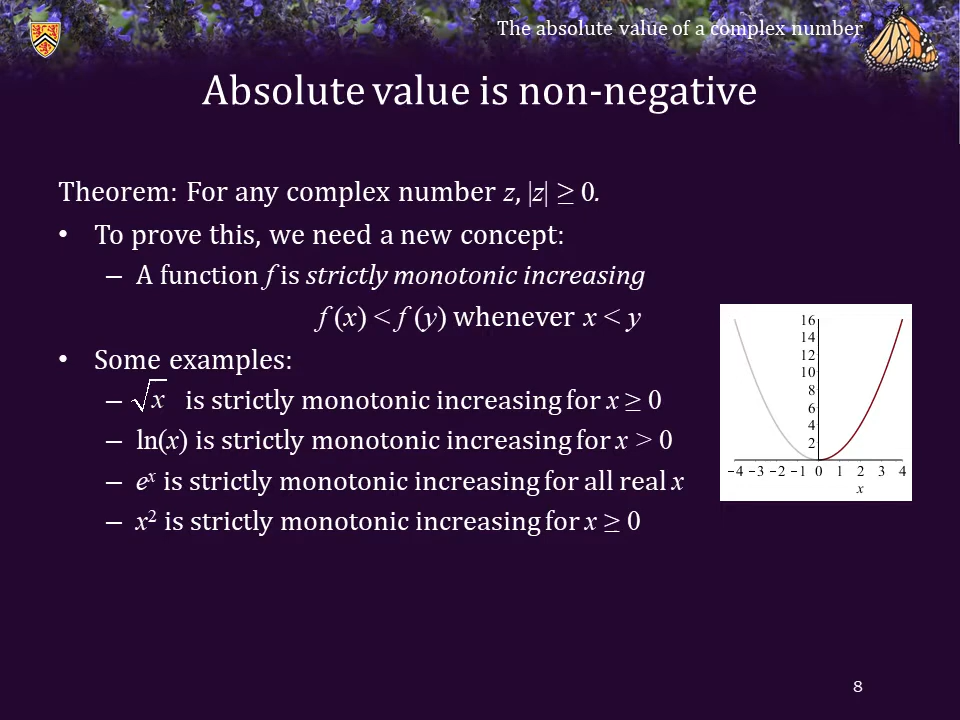 The absolute value of a complex number
Absolute value is non-negative
Theorem: For any complex number z, |z| ≥ 0.
• To prove this, we need a new concept:
– A function f is strictly monotonic increasing
f (x) < f (y) whenever x < y
• Some examples:
– √x is strictly monotonic increasing for x ≥ 0
– ln(x) is strictly monotonic increasing for x > 0
– eˣ is strictly monotonic increasing for all real x
– x² is strictly monotonic increasing for x ≥ 0
16
14
12
10
8
6
4
2
−4 −3 −2 −1 0 1 2 3 4
x
8